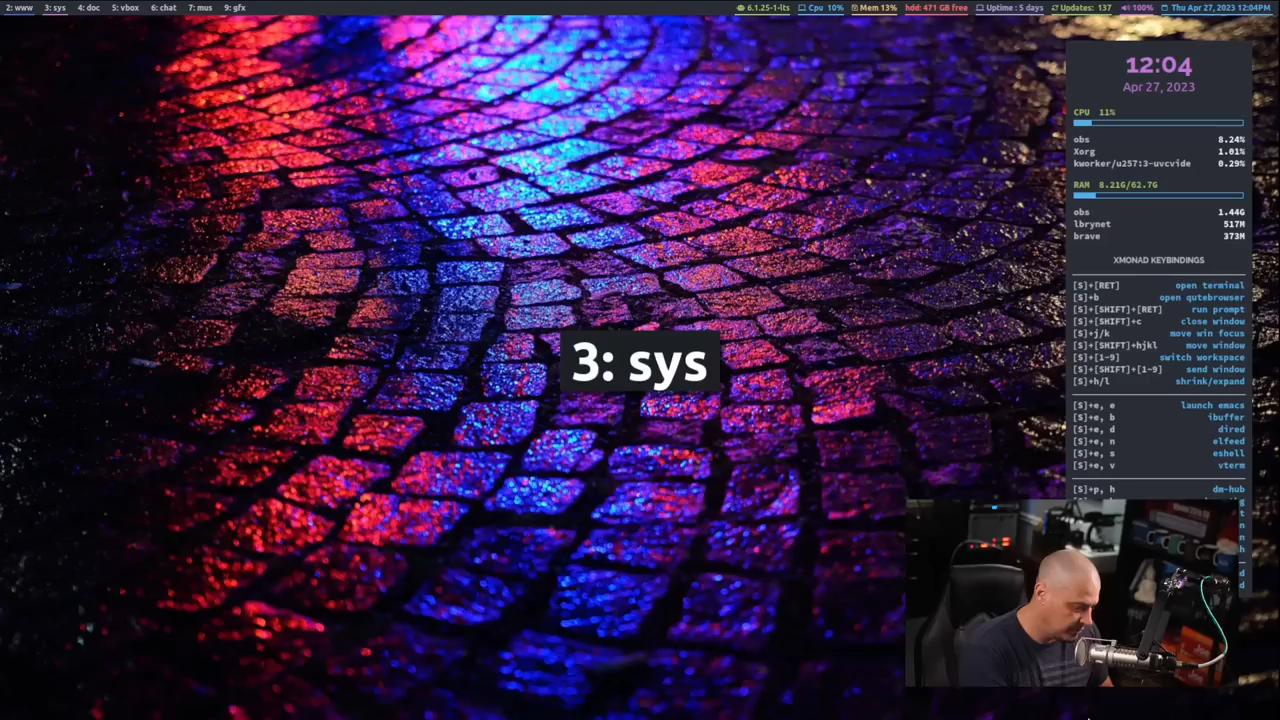 2: www 3: sys 4: doc 5: vbox 6: chat 7: mus 9: gfx 6.1.25-1-lts Cpu 10% Mem 13% hdd: 471 GB free Uptime : 5 days Updates: 137 100% Thu Apr 27, 2023 12:04PM
12:04
Apr 27, 2023
CPU 11%
obs 8.24%
Xorg 1.01%
kworker/u257:3-uvcvide 0.29%
RAM 8.21G/62.7G
obs 1.44G
lbrynet 517M
brave 373M
XMONAD KEYBINDINGS
[S]+[RET] open terminal
[S]+b open qutebrowser
[S]+[SHIFT]+[RET] run prompt
[S]+[SHIFT]+c close window
[S]+j/k move win focus
[S]+[SHIFT]+hjkl move window
[S]+[1-9] switch workspace
[S]+[SHIFT]+[1-9] send window
[S]+h/l shrink/expand
[S]+e, e launch emacs
[S]+e, b ibuffer
[S]+e, d dired
[S]+e, n elfeed
[S]+e, s eshell
[S]+e, v vterm
[S]+p, h dm-hub
3: sys